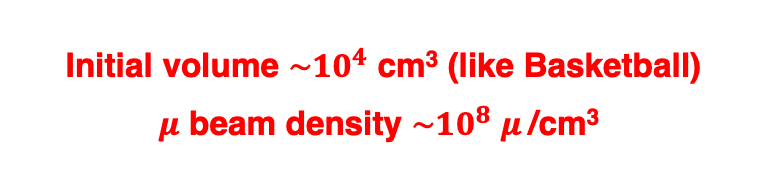 Initial volume ~10⁴ cm³ (like Basketball)
μ beam density ~10⁸ μ/cm³